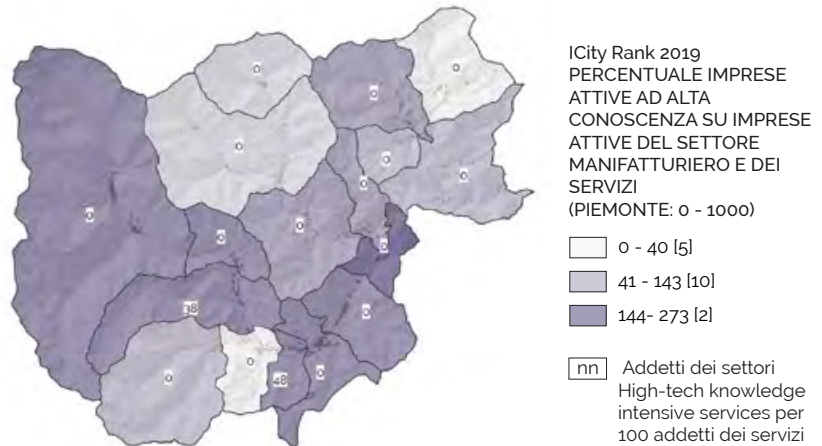 ICity Rank 2019
PERCENTUALE IMPRESE
ATTIVE AD ALTA
CONOSCENZA SU IMPRESE
ATTIVE DEL SETTORE
MANIFATTURIERO E DEI
SERVIZI
(PIEMONTE: 0 - 1000)
0 - 40 [5]
41 - 143 [10]
144- 273 [2]
nn Addetti dei settori
High-tech knowledge
intensive services per
100 addetti dei servizi
0
0
0
0
0
0
0
0
0
0
0
38
0
0
0
48
0